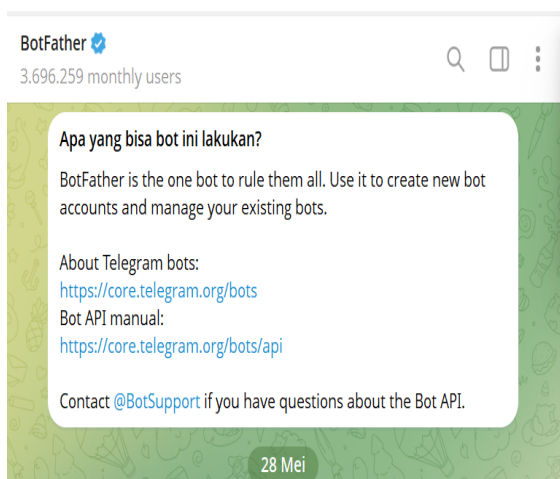 BotFather
3.696.259 monthly users
Apa yang bisa bot ini lakukan?
BotFather is the one bot to rule them all. Use it to create new bot
accounts and manage your existing bots.
About Telegram bots:
https://core.telegram.org/bots
Bot API manual:
https://core.telegram.org/bots/api
Contact @BotSupport if you have questions about the Bot API.
28 Mei